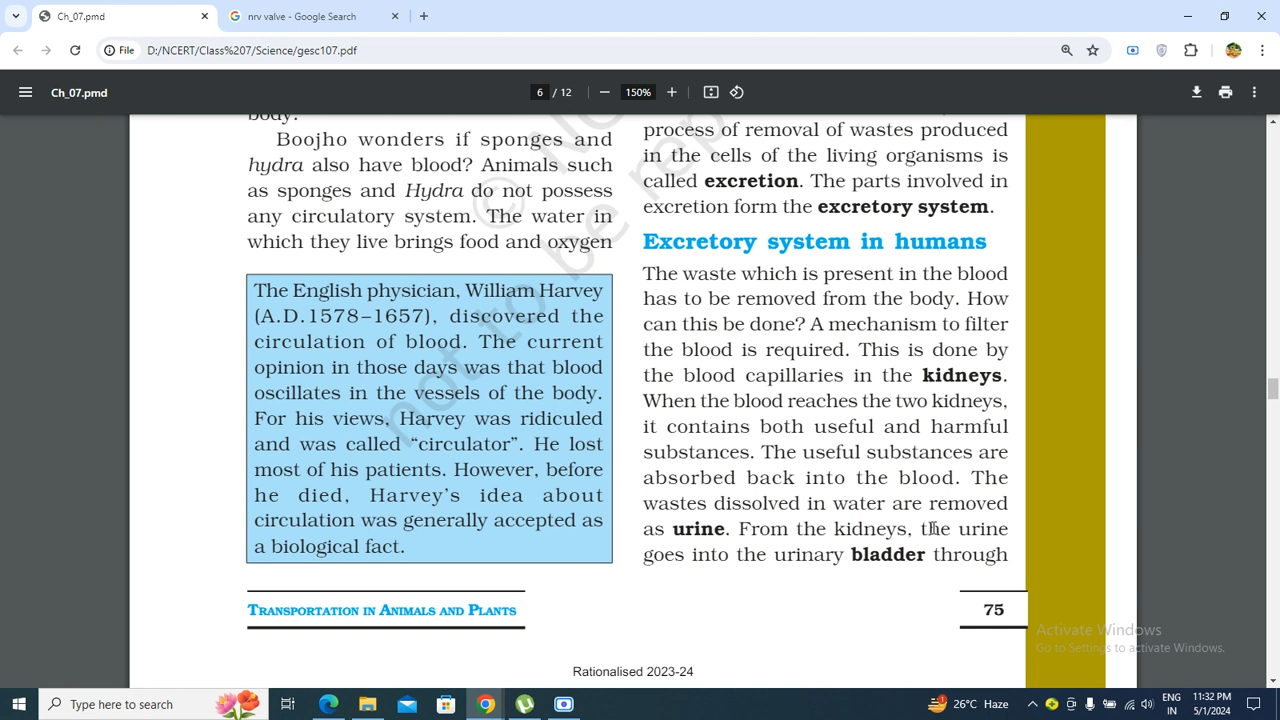 Ch_07.pmd
nrv valve - Google Search
File
D:/NCERT/Class%207/Science/gesc107.pdf
Ch_07.pmd
6 / 12
150%
body.
Boojho wonders if sponges and
hydra also have blood? Animals such
as sponges and Hydra do not possess
any circulatory system. The water in
which they live brings food and oxygen
The English physician, William Harvey
(A.D.1578–1657), discovered the
circulation of blood. The current
opinion in those days was that blood
oscillates in the vessels of the body.
For his views, Harvey was ridiculed
and was called “circulator”. He lost
most of his patients. However, before
he died, Harvey’s idea about
circulation was generally accepted as
a biological fact.
process of removal of wastes produced
in the cells of the living organisms is
called excretion. The parts involved in
excretion form the excretory system.
Excretory system in humans
The waste which is present in the blood
has to be removed from the body. How
can this be done? A mechanism to filter
the blood is required. This is done by
the blood capillaries in the kidneys.
When the blood reaches the two kidneys,
it contains both useful and harmful
substances. The useful substances are
absorbed back into the blood. The
wastes dissolved in water are removed
as urine. From the kidneys, the urine
goes into the urinary bladder through
TRANSPORTATION IN ANIMALS AND PLANTS
75
Rationalised 2023-24
not to be rep
Activate Windows
Go to Settings to activate Windows.
Type here to search
26°C Haze
ENG
IN
11:32 PM
5/1/2024